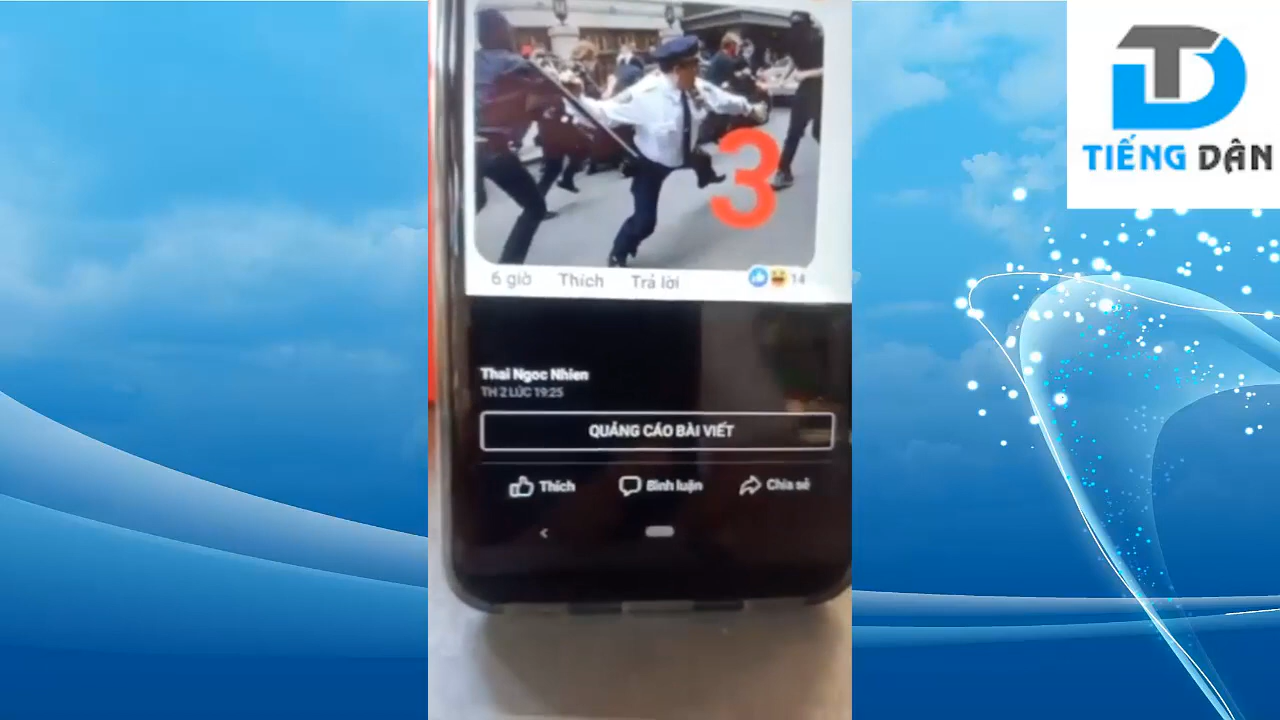 TD
TIẾNG DÂN
3
6 giờ Thích Trả lời 14
Thai Ngoc Nhien
TH 2 LÚC 19:25
QUẢNG CÁO BÀI VIẾT
Thích Bình luận Chia sẻ